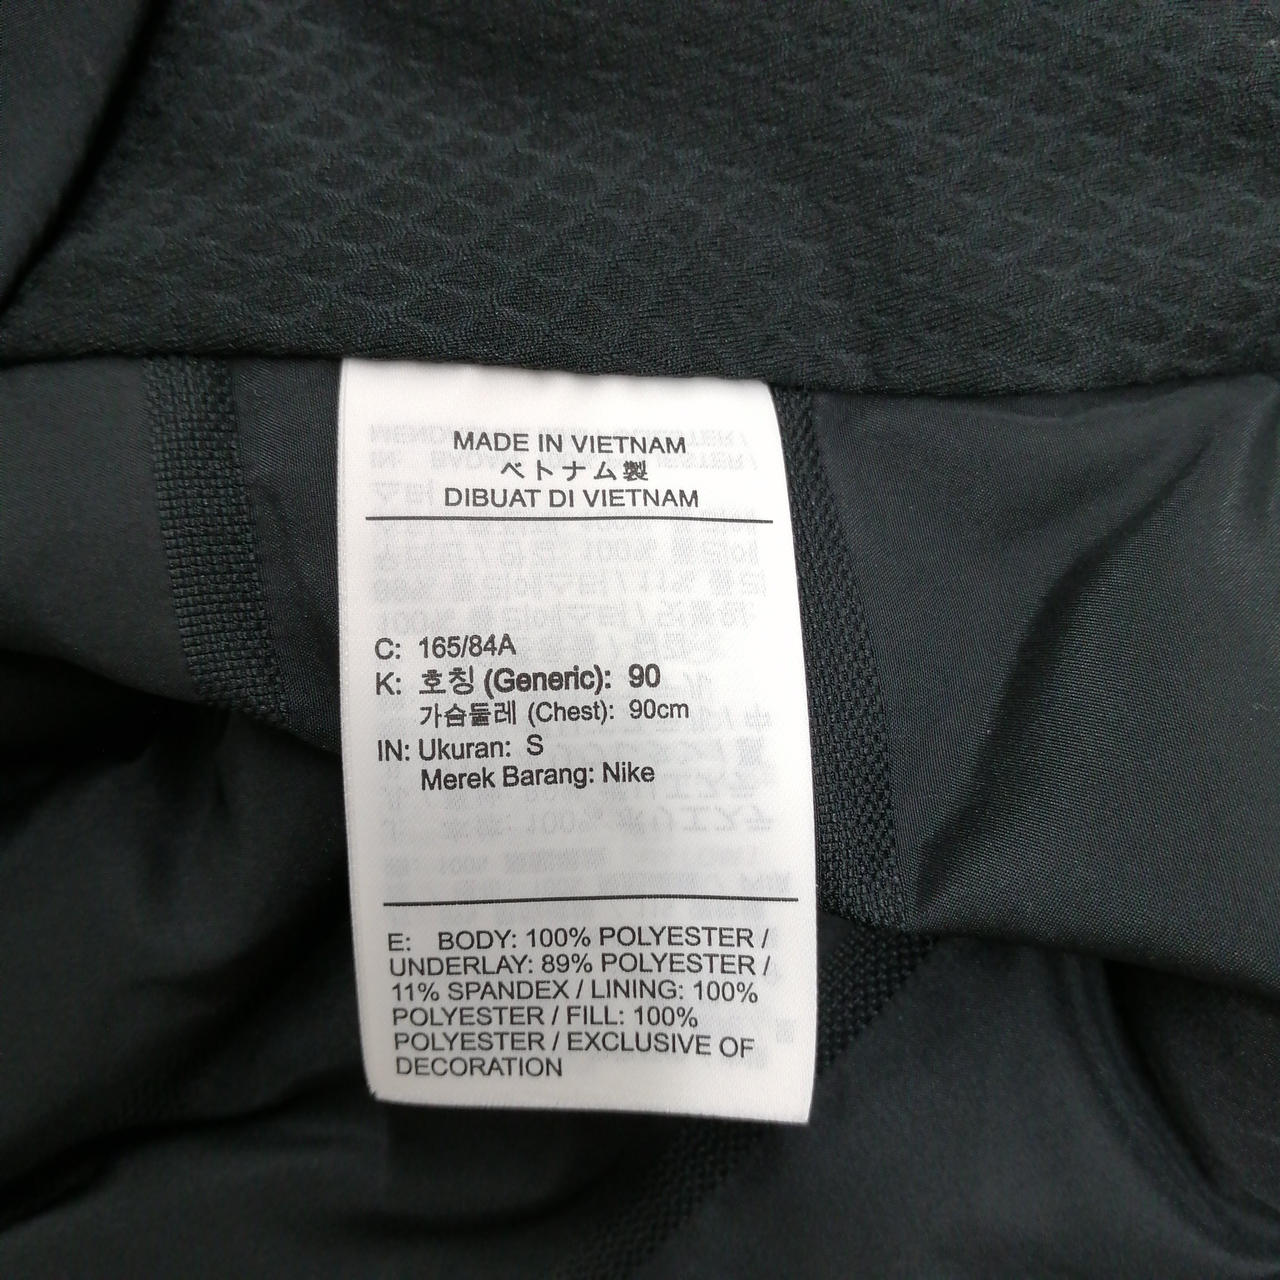 MADE IN VIETNAM
ベトナム製
DIBUAT DI VIETNAM
C: 165/84A
K: 호칭 (Generic): 90
가슴둘레 (Chest): 90cm
IN: Ukuran: S
Merek Barang: Nike
E: BODY: 100% POLYESTER /
UNDERLAY: 89% POLYESTER /
11% SPANDEX / LINING: 100%
POLYESTER / FILL: 100%
POLYESTER / EXCLUSIVE OF
DECORATION